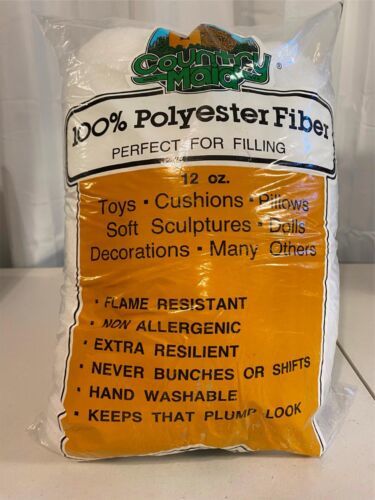 Country
Maid ®
100% Polyester Fiber
PERFECT FOR FILLING
12 oz.
Toys • Cushions • Pillows
Soft Sculptures • Dolls
Decorations • Many Others
• FLAME RESISTANT
• NON ALLERGENIC
• EXTRA RESILIENT
• NEVER BUNCHES OR SHIFTS
• HAND WASHABLE
• KEEPS THAT PLUMP LOOK